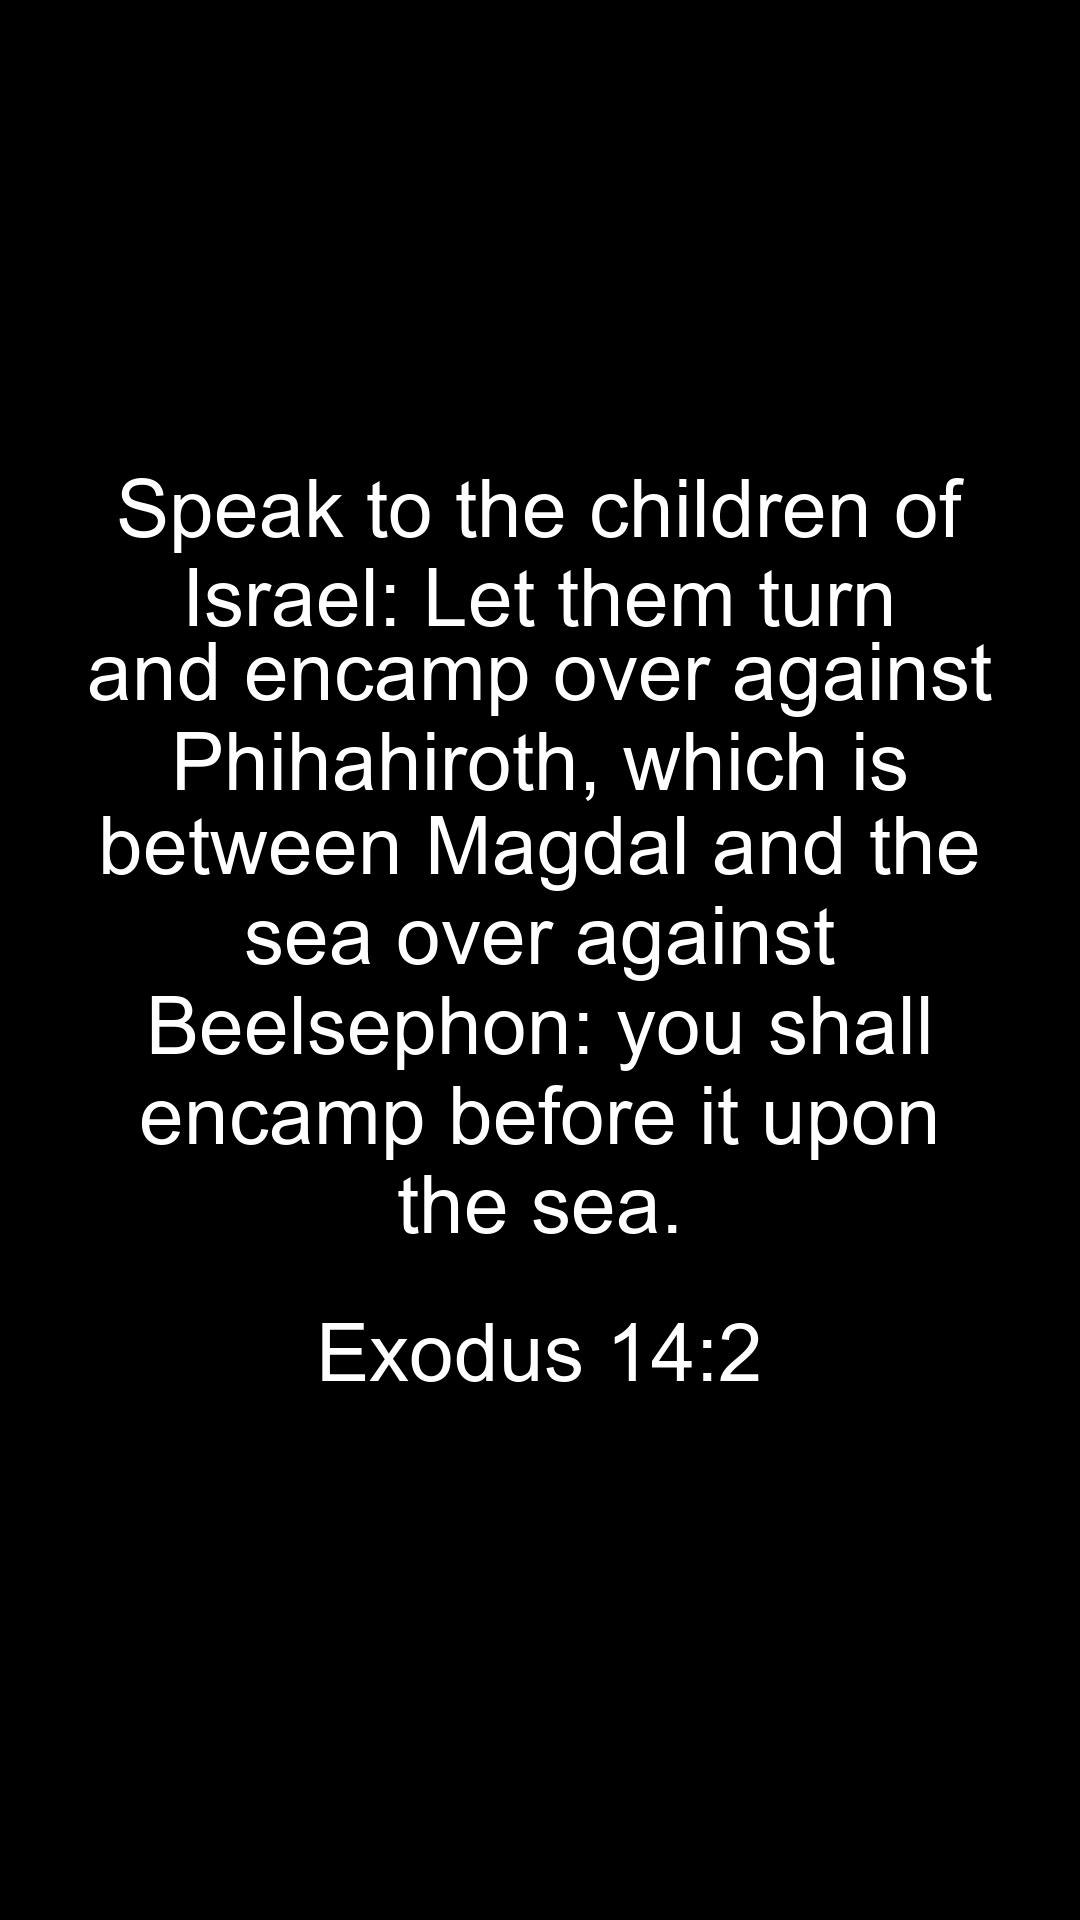 Speak to the children of
Israel: Let them turn
and encamp over against
Phihahiroth, which is
between Magdal and the
sea over against
Beelsephon: you shall
encamp before it upon
the sea.
Exodus 14:2